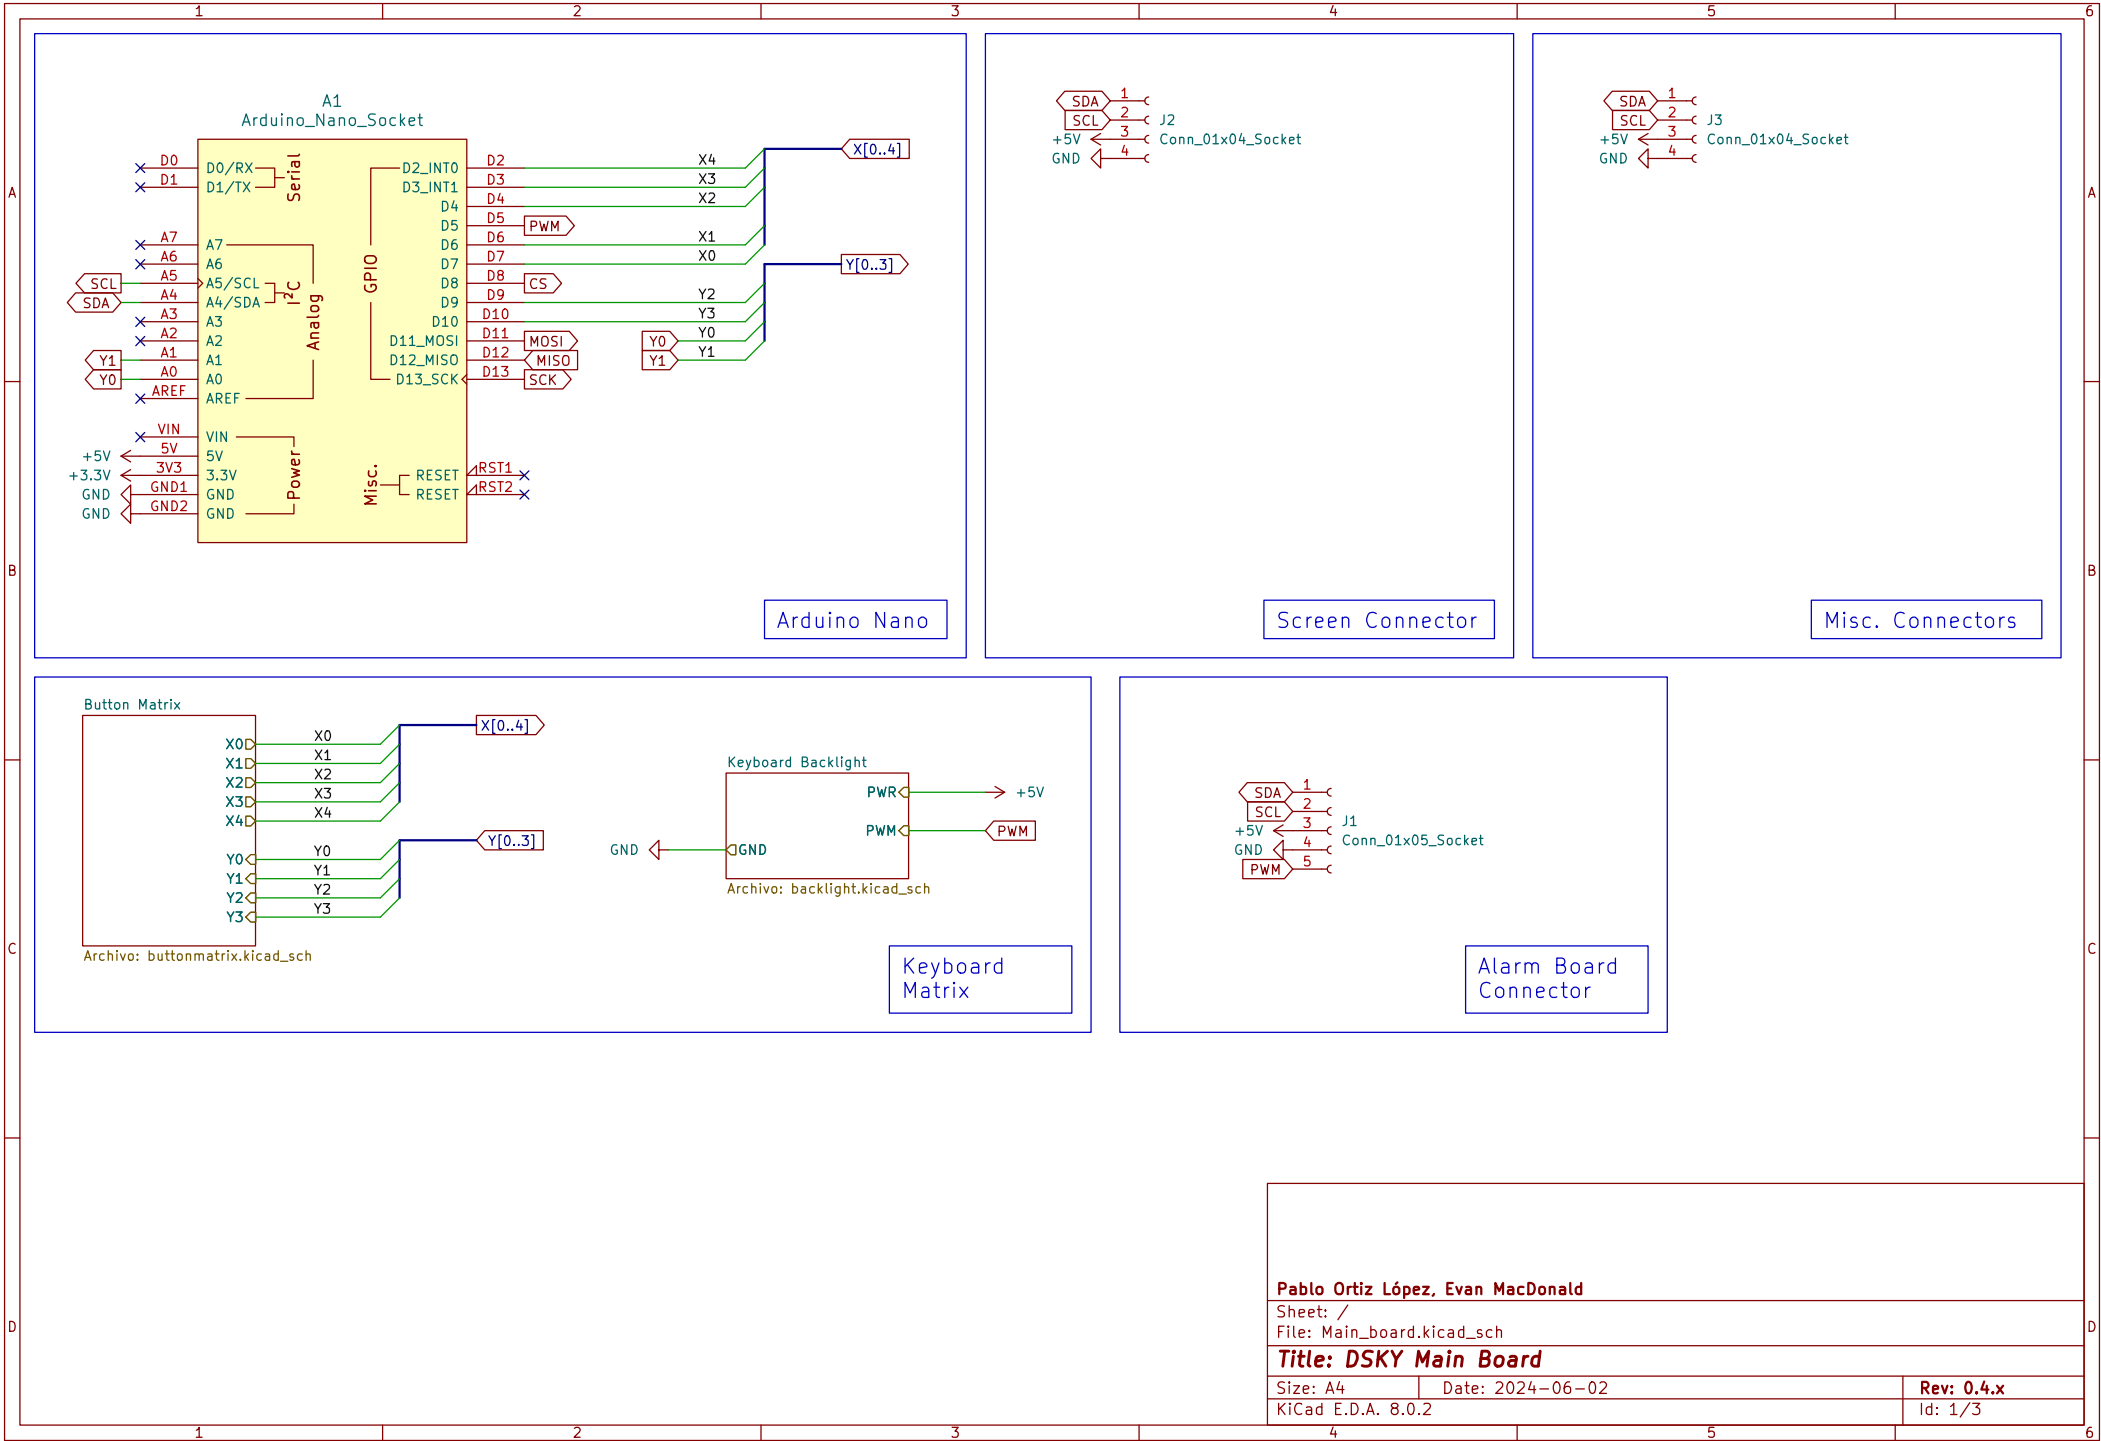 1 2 3 4 5 6
A
B
C
D
A1
Arduino_Nano_Socket
D0 D0/RX
D1 D1/TX
Serial
A7 A7
A6 A6
SCL A5 A5/SCL
SDA A4 A4/SDA
I²C
A3 A3
A2 A2
Y1 A1 A1
Y0 A0 A0
AREF AREF
Analog
VIN VIN
+5V 5V 5V
+3.3V 3V3 3.3V
GND GND1 GND
GND GND2 GND
Power
GPIO
D2_INT0 D2 X4
D3_INT1 D3 X3
D4 D4 X2
D5 D5 PWM
D6 D6 X1
D7 D7 X0
D8 D8 CS
D9 D9 Y2
D10 D10 Y3
D11_MOSI D11 MOSI
D12_MISO D12 MISO
D13_SCK D13 SCK
Misc.
RESET RST1
RESET RST2
X[0..4]
Y[0..3]
Y0 Y0
Y1 Y1
Arduino Nano
SDA 1
SCL 2
+5V 3
GND 4
J2
Conn_01x04_Socket
Screen Connector
SDA 1
SCL 2
+5V 3
GND 4
J3
Conn_01x04_Socket
Misc. Connectors
Button Matrix
X0 X0
X1 X1
X2 X2
X3 X3
X4 X4
Y0 Y0
Y1 Y1
Y2 Y2
Y3 Y3
X[0..4]
Y[0..3]
Archivo: buttonmatrix.kicad_sch
Keyboard Backlight
PWR +5V
PWM PWM
GND GND
Archivo: backlight.kicad_sch
Keyboard
Matrix
SDA 1
SCL 2
+5V 3
GND 4
PWM 5
J1
Conn_01x05_Socket
Alarm Board
Connector
Pablo Ortiz López, Evan MacDonald
Sheet: /
File: Main_board.kicad_sch
Title: DSKY Main Board
Size: A4 Date: 2024-06-02 Rev: 0.4.x
KiCad E.D.A. 8.0.2 Id: 1/3
A
B
C
D
1 2 3 4 5 6